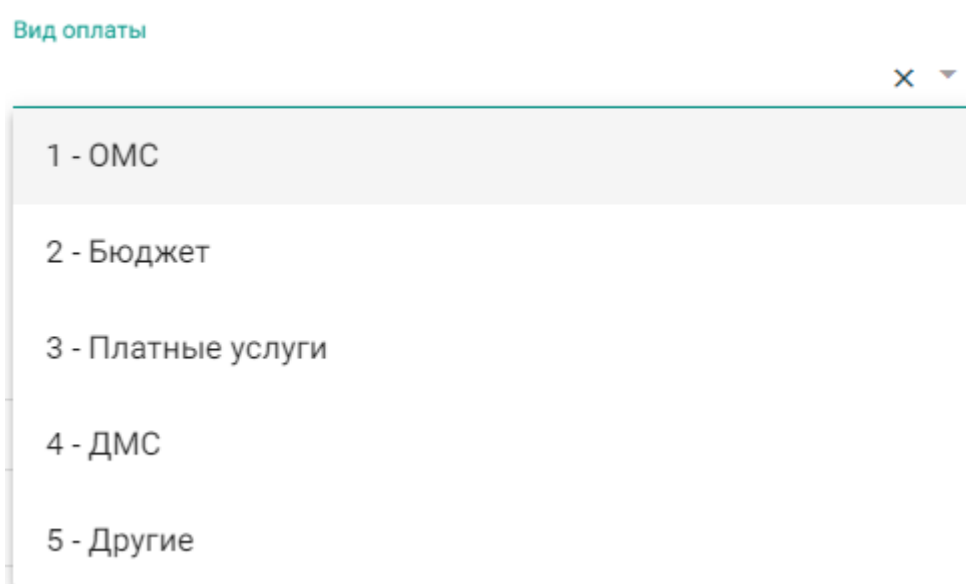 Вид оплаты
1 - ОМС
2 - Бюджет
3 - Платные услуги
4 - ДМС
5 - Другие